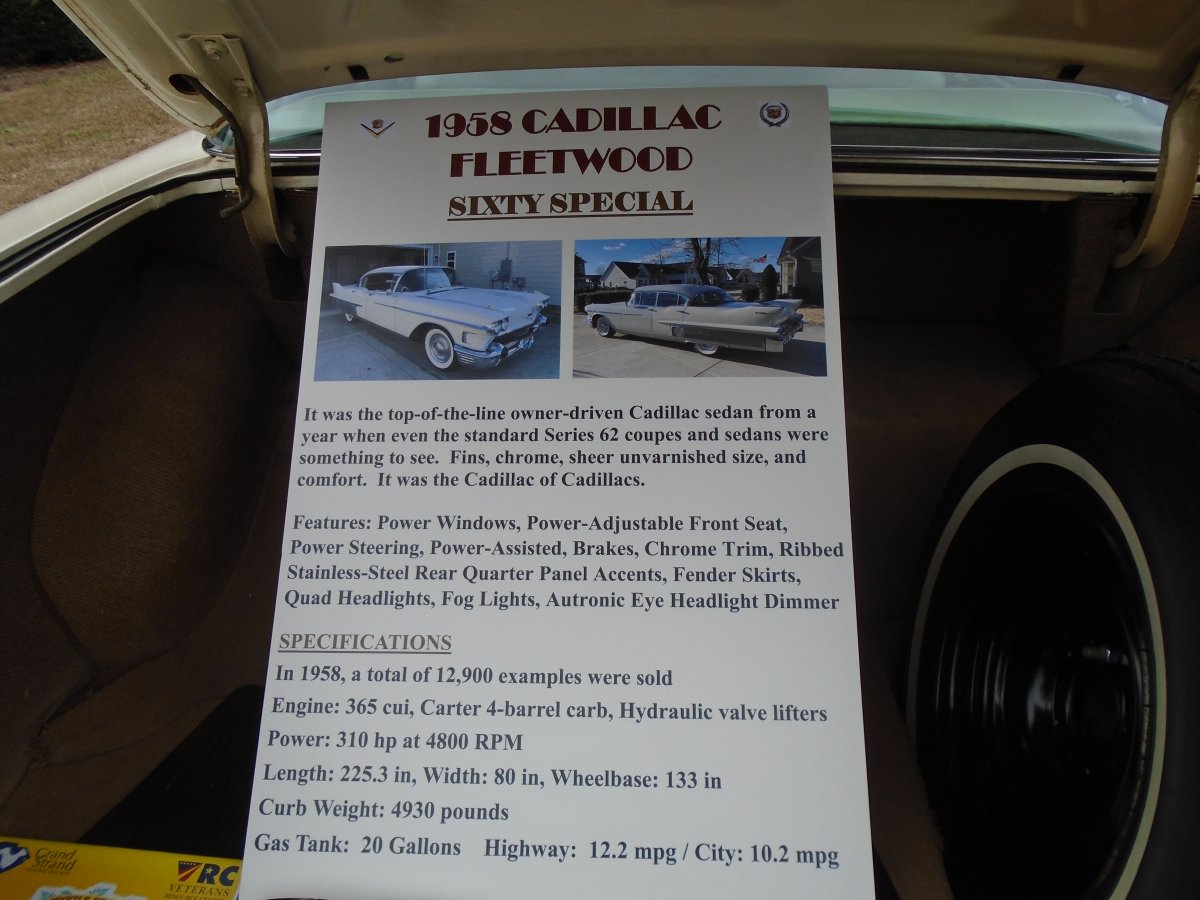 1958 CADILLAC
FLEETWOOD
SIXTY SPECIAL
It was the top-of-the-line owner-driven Cadillac sedan from a
year when even the standard Series 62 coupes and sedans were
something to see. Fins, chrome, sheer unvarnished size, and
comfort. It was the Cadillac of Cadillacs.
Features: Power Windows, Power-Adjustable Front Seat,
Power Steering, Power-Assisted, Brakes, Chrome Trim, Ribbed
Stainless-Steel Rear Quarter Panel Accents, Fender Skirts,
Quad Headlights, Fog Lights, Autronic Eye Headlight Dimmer
SPECIFICATIONS
In 1958, a total of 12,900 examples were sold
Engine: 365 cui, Carter 4-barrel carb, Hydraulic valve lifters
Power: 310 hp at 4800 RPM
Length: 225.3 in, Width: 80 in, Wheelbase: 133 in
Curb Weight: 4930 pounds
Gas Tank: 20 Gallons Highway: 12.2 mpg / City: 10.2 mpg
Grand
Strand
RC
VETERANS